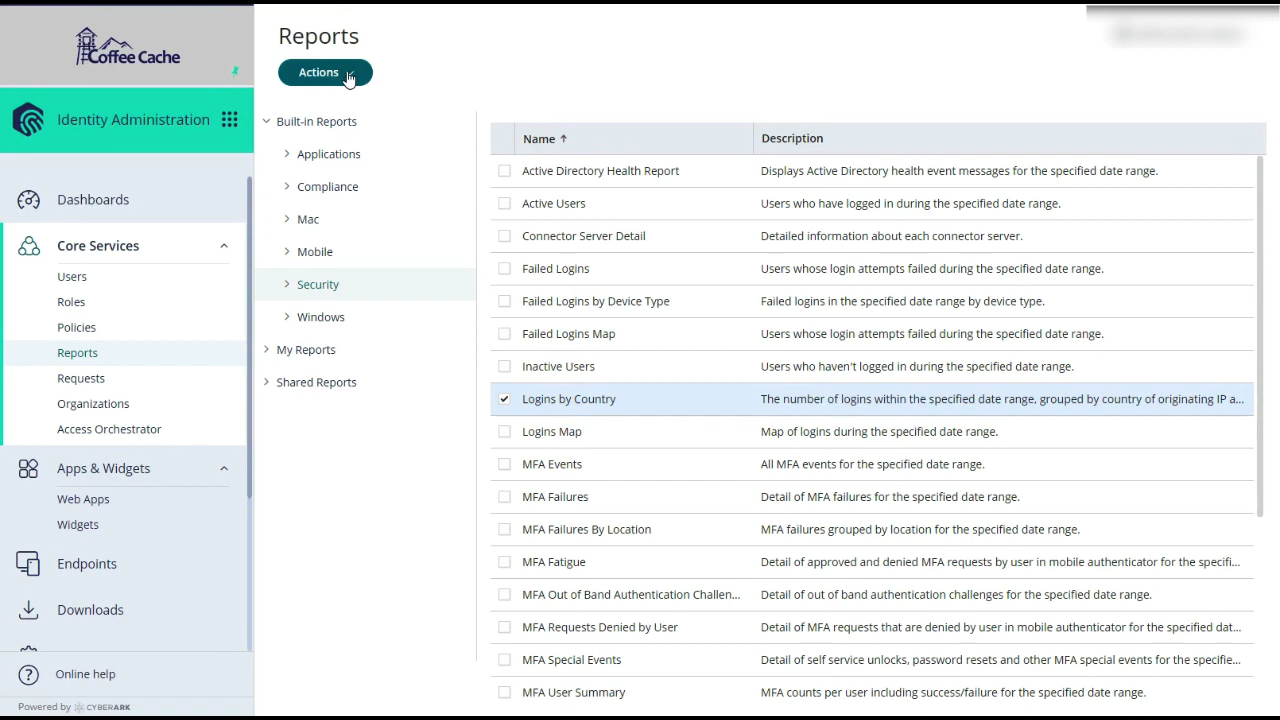 Coffee Cache
Identity Administration
Dashboards
Core Services
Users
Roles
Policies
Reports
Requests
Organizations
Access Orchestrator
Apps & Widgets
Web Apps
Widgets
Endpoints
Downloads
Online help
Powered by CYBERARK
Reports
Actions
Built-in Reports
Applications
Compliance
Mac
Mobile
Security
Windows
My Reports
Shared Reports
Name Description
Active Directory Health Report Displays Active Directory health event messages for the specified date range.
Active Users Users who have logged in during the specified date range.
Connector Server Detail Detailed information about each connector server.
Failed Logins Users whose login attempts failed during the specified date range.
Failed Logins by Device Type Failed logins in the specified date range by device type.
Failed Logins Map Users whose login attempts failed during the specified date range.
Inactive Users Users who haven't logged in during the specified date range.
Logins by Country The number of logins within the specified date range, grouped by country of originating IP a...
Logins Map Map of logins during the specified date range.
MFA Events All MFA events for the specified date range.
MFA Failures Detail of MFA failures for the specified date range.
MFA Failures By Location MFA failures grouped by location for the specified date range.
MFA Fatigue Detail of approved and denied MFA requests by user in mobile authenticator for the specifi...
MFA Out of Band Authentication Challen... Detail of out of band authentication challenges for the specified date range.
MFA Requests Denied by User Detail of MFA requests that are denied by user in mobile authenticator for the specified dat...
MFA Special Events Detail of self service unlocks, password resets and other MFA special events for the specifie...
MFA User Summary MFA counts per user including success/failure for the specified date range.